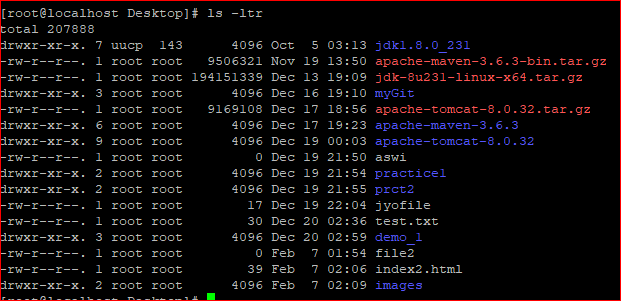 [root@localhost Desktop]# ls -ltr
total 207888
drwxr-xr-x. 7 uucp  143      4096 Oct  5 03:13 jdk1.8.0_231
-rw-r--r--. 1 root root   9506321 Nov 19 13:50 apache-maven-3.6.3-bin.tar.gz
-rw-r--r--. 1 root root 194151339 Dec 13 19:09 jdk-8u231-linux-x64.tar.gz
drwxr-xr-x. 3 root root      4096 Dec 16 19:10 myGit
-rw-r--r--. 1 root root   9169108 Dec 17 18:56 apache-tomcat-8.0.32.tar.gz
drwxr-xr-x. 6 root root      4096 Dec 17 19:23 apache-maven-3.6.3
drwxr-xr-x. 9 root root      4096 Dec 19 00:03 apache-tomcat-8.0.32
-rw-r--r--. 1 root root         0 Dec 19 21:50 aswi
drwxr-xr-x. 2 root root      4096 Dec 19 21:54 practice1
drwxr-xr-x. 2 root root      4096 Dec 19 21:55 prct2
-rw-r--r--. 1 root root        17 Dec 19 22:04 jyofile
-rw-r--r--. 1 root root        30 Dec 20 02:36 test.txt
drwxr-xr-x. 3 root root      4096 Dec 20 02:59 demo_1
-rw-r--r--. 1 root root         0 Feb  7 01:54 file2
-rw-r--r--. 1 root root        39 Feb  7 02:06 index2.html
drwxr-xr-x. 2 root root      4096 Feb  7 02:09 images
[root@localhost Desktop]#